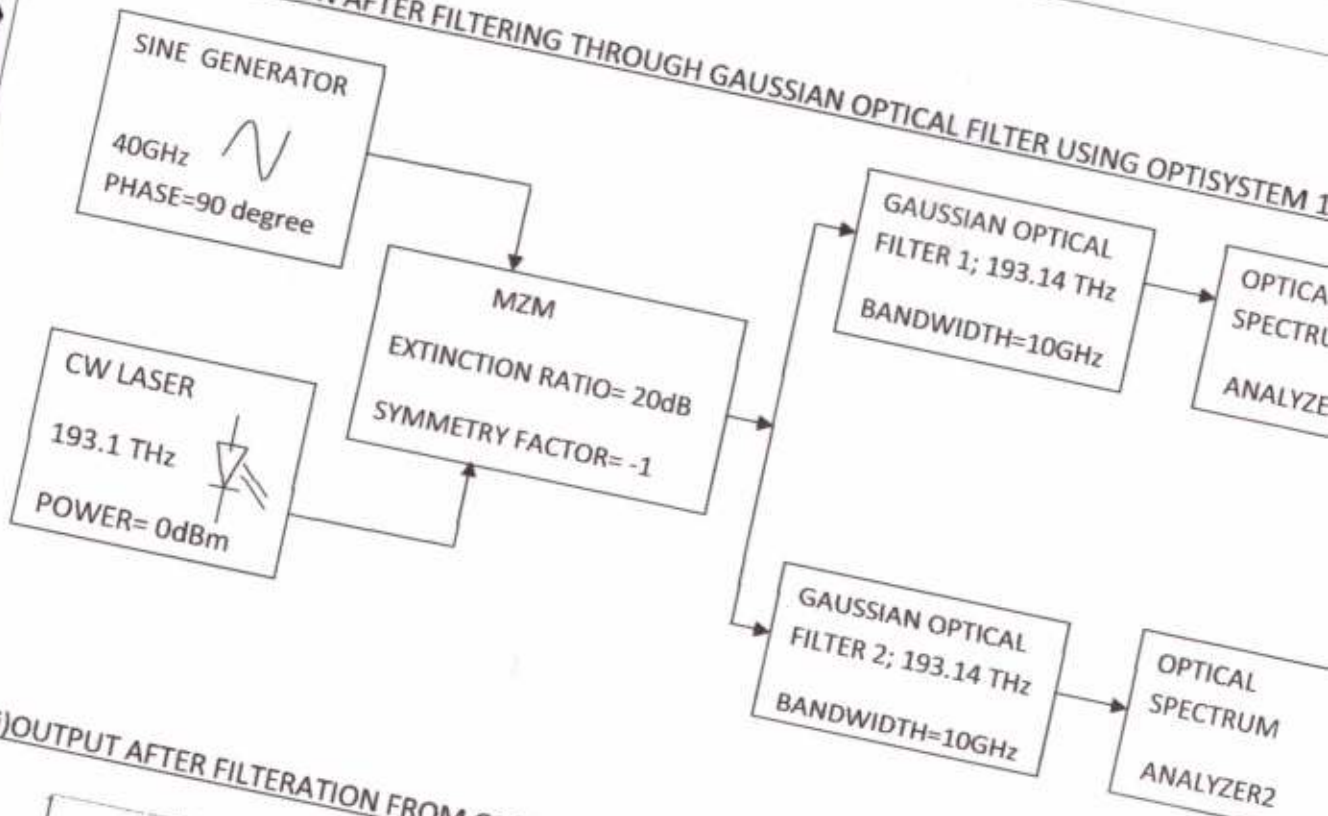 AFTER FILTERING THROUGH GAUSSIAN OPTICAL FILTER USING OPTISYSTEM
SINE GENERATOR
40GHz
PHASE=90 degree
CW LASER
193.1 THz
POWER= 0dBm
MZM
EXTINCTION RATIO= 20dB
SYMMETRY FACTOR= -1
GAUSSIAN OPTICAL
FILTER 1; 193.14 THz
BANDWIDTH=10GHz
GAUSSIAN OPTICAL
FILTER 2; 193.14 THz
BANDWIDTH=10GHz
OPTICAL
SPECTRUM
ANALYZER2
)OUTPUT AFTER FILTERATION FROM